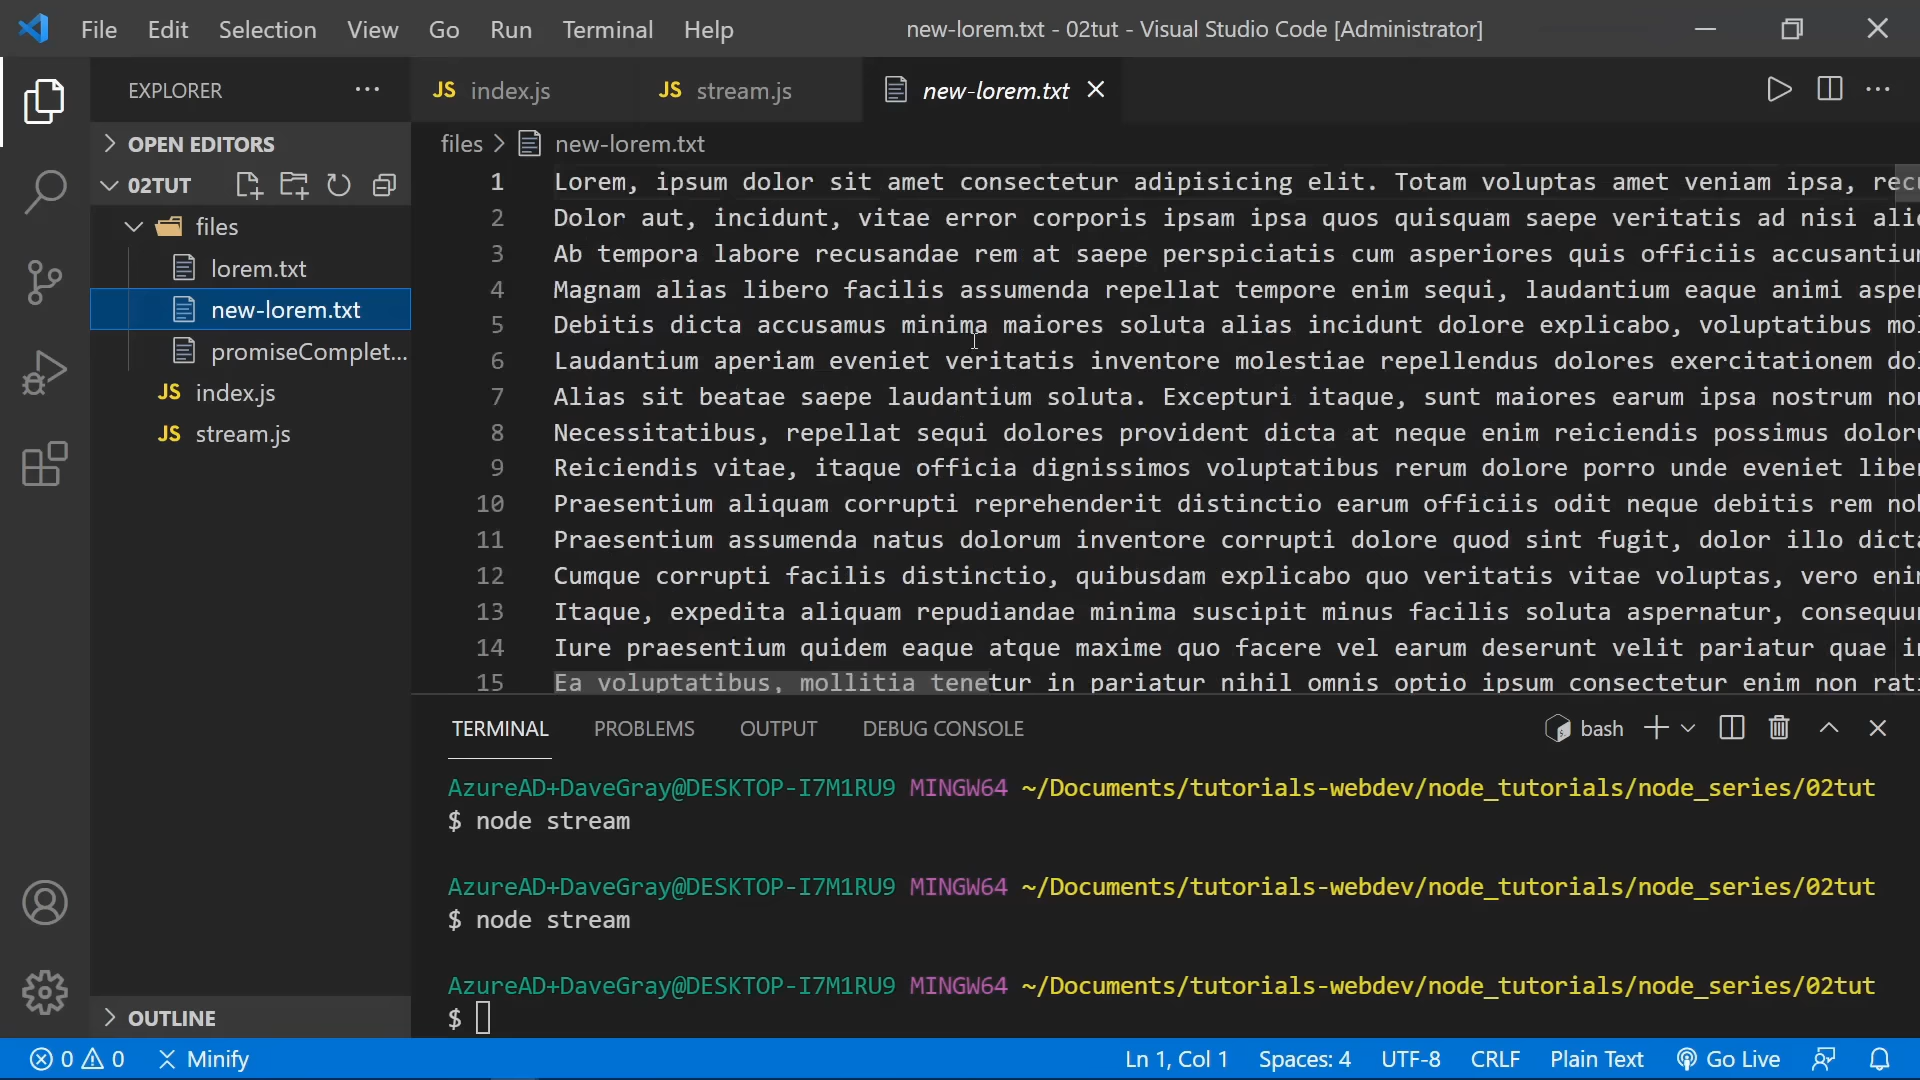 File Edit Selection View Go Run Terminal Help new-lorem.txt - 02tut - Visual Studio Code [Administrator]
EXPLORER
JS index.js JS stream.js new-lorem.txt
OPEN EDITORS
files > new-lorem.txt
02TUT
files
lorem.txt
new-lorem.txt
promiseComplet...
JS index.js
JS stream.js
OUTLINE
1 Lorem, ipsum dolor sit amet consectetur adipisicing elit. Totam voluptas amet veniam ipsa, recu
2 Dolor aut, incidunt, vitae error corporis ipsam ipsa quos quisquam saepe veritatis ad nisi alic
3 Ab tempora labore recusandae rem at saepe perspiciatis cum asperiores quis officiis accusantium
4 Magnam alias libero facilis assumenda repellat tempore enim sequi, laudantium eaque animi asper
5 Debitis dicta accusamus minima maiores soluta alias incidunt dolore explicabo, voluptatibus mol
6 Laudantium aperiam eveniet veritatis inventore molestiae repellendus dolores exercitationem dol
7 Alias sit beatae saepe laudantium soluta. Excepturi itaque, sunt maiores earum ipsa nostrum non
8 Necessitatibus, repellat sequi dolores provident dicta at neque enim reiciendis possimus doloru
9 Reiciendis vitae, itaque officia dignissimos voluptatibus rerum dolore porro unde eveniet liber
10 Praesentium aliquam corrupti reprehenderit distinctio earum officiis odit neque debitis rem nob
11 Praesentium assumenda natus dolorum inventore corrupti dolore quod sint fugit, dolor illo dicta
12 Cumque corrupti facilis distinctio, quibusdam explicabo quo veritatis vitae voluptas, vero enim
13 Itaque, expedita aliquam repudiandae minima suscipit minus facilis soluta aspernatur, consequun
14 Iure praesentium quidem eaque atque maxime quo facere vel earum deserunt velit pariatur quae in
15 Ea voluptatibus, mollitia tenetur in pariatur nihil omnis optio ipsum consectetur enim non rati
TERMINAL PROBLEMS OUTPUT DEBUG CONSOLE bash
AzureAD+DaveGray@DESKTOP-I7M1RU9 MINGW64 ~/Documents/tutorials-webdev/node_tutorials/node_series/02tut
$ node stream
AzureAD+DaveGray@DESKTOP-I7M1RU9 MINGW64 ~/Documents/tutorials-webdev/node_tutorials/node_series/02tut
$ node stream
AzureAD+DaveGray@DESKTOP-I7M1RU9 MINGW64 ~/Documents/tutorials-webdev/node_tutorials/node_series/02tut
$
0 0 Minify Ln 1, Col 1 Spaces: 4 UTF-8 CRLF Plain Text Go Live